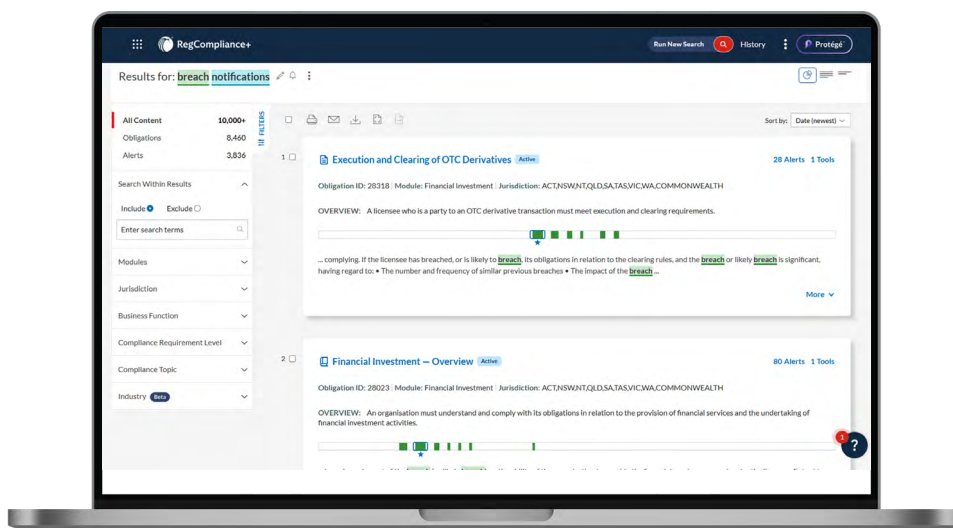 RegCompliance+
Run New Search
History
Protégé
Results for: breach notifications
All Content 10,000+
Obligations 8,460
Alerts 3,836
FILTERS
Search Within Results
Include Exclude
Enter search terms
Modules
Jurisdiction
Business Function
Compliance Requirement Level
Compliance Topic
Industry Beta
Sort by: Date (newest)
1
Execution and Clearing of OTC Derivatives Active
28 Alerts 1 Tools
Obligation ID: 28318 | Module: Financial Investment | Jurisdiction: ACT,NSW,NT,QLD,SA,TAS,VIC,WA,COMMONWEALTH
OVERVIEW: A licensee who is a party to an OTC derivative transaction must meet execution and clearing requirements.
... complying. If the licensee has breached, or is likely to breach, its obligations in relation to the clearing rules, and the breach or likely breach is significant,
having regard to: • The number and frequency of similar previous breaches • The impact of the breach ...
More
2
Financial Investment – Overview Active
80 Alerts 1 Tools
Obligation ID: 28023 | Module: Financial Investment | Jurisdiction: ACT,NSW,NT,QLD,SA,TAS,VIC,WA,COMMONWEALTH
OVERVIEW: An organisation must understand and comply with its obligations in relation to the provision of financial services and the undertaking of
financial investment activities.
1
?